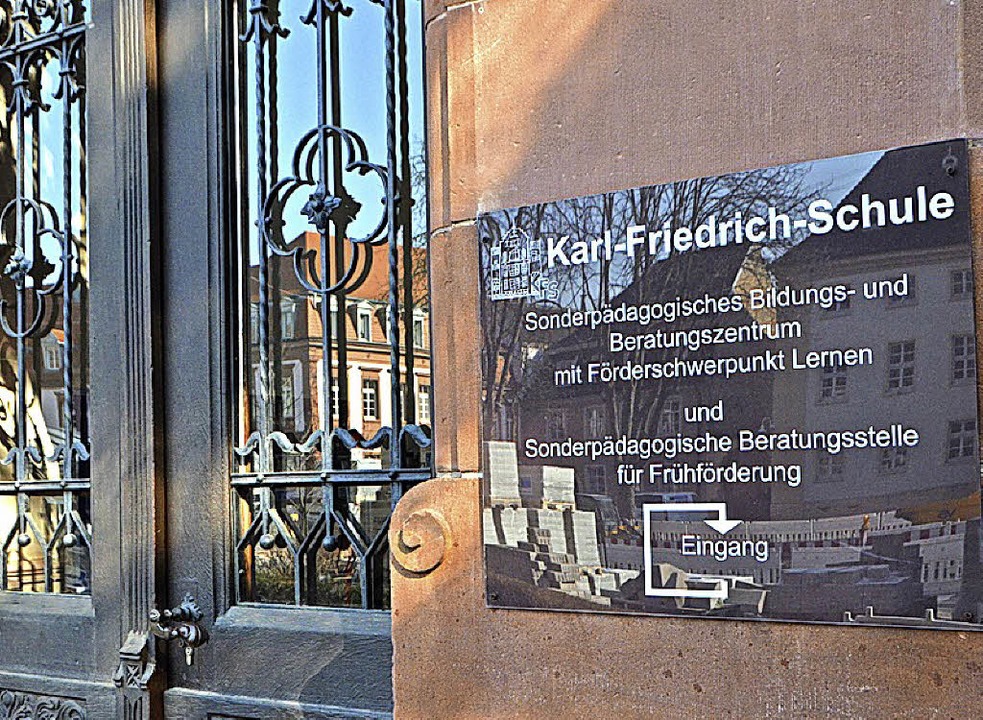 Karl-Friedrich-Schule
KFS
Sonderpädagogisches Bildungs- und
Beratungszentrum
mit Förderschwerpunkt Lernen
und
Sonderpädagogische Beratungsstelle
für Frühförderung
Eingang